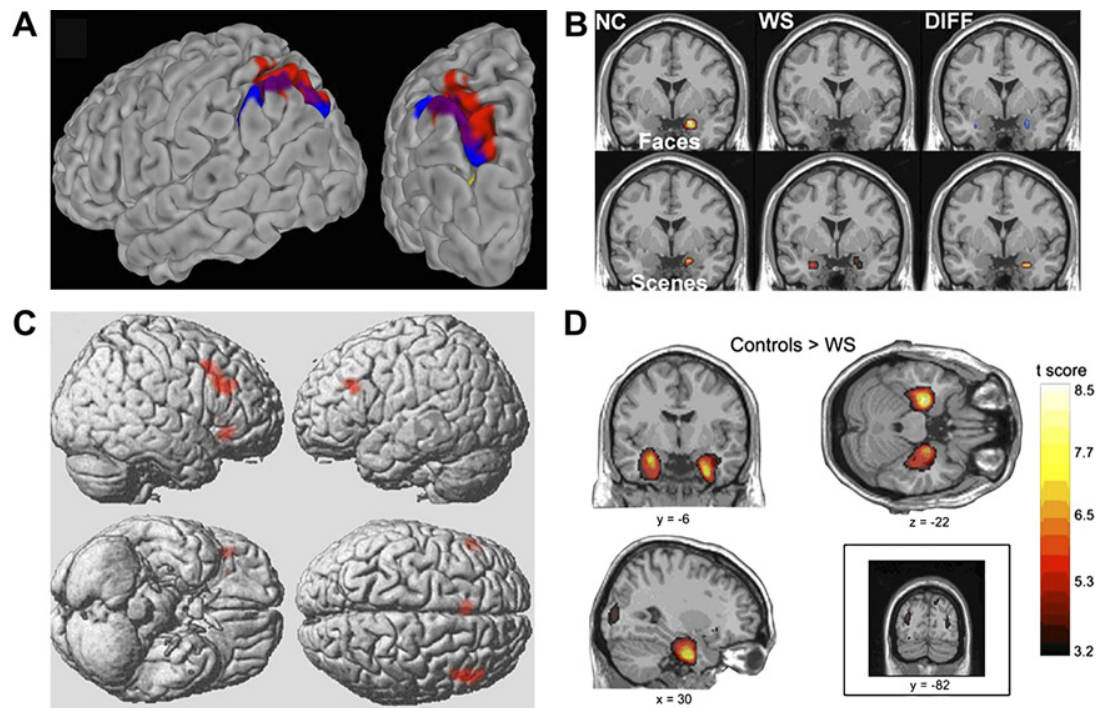 A
B
NC WS DIFF
Faces
Scenes
C
D
Controls > WS
t score
8.5
7.7
6.5
5.3
3.2
y = -6
z = -22
x = 30
y = -82